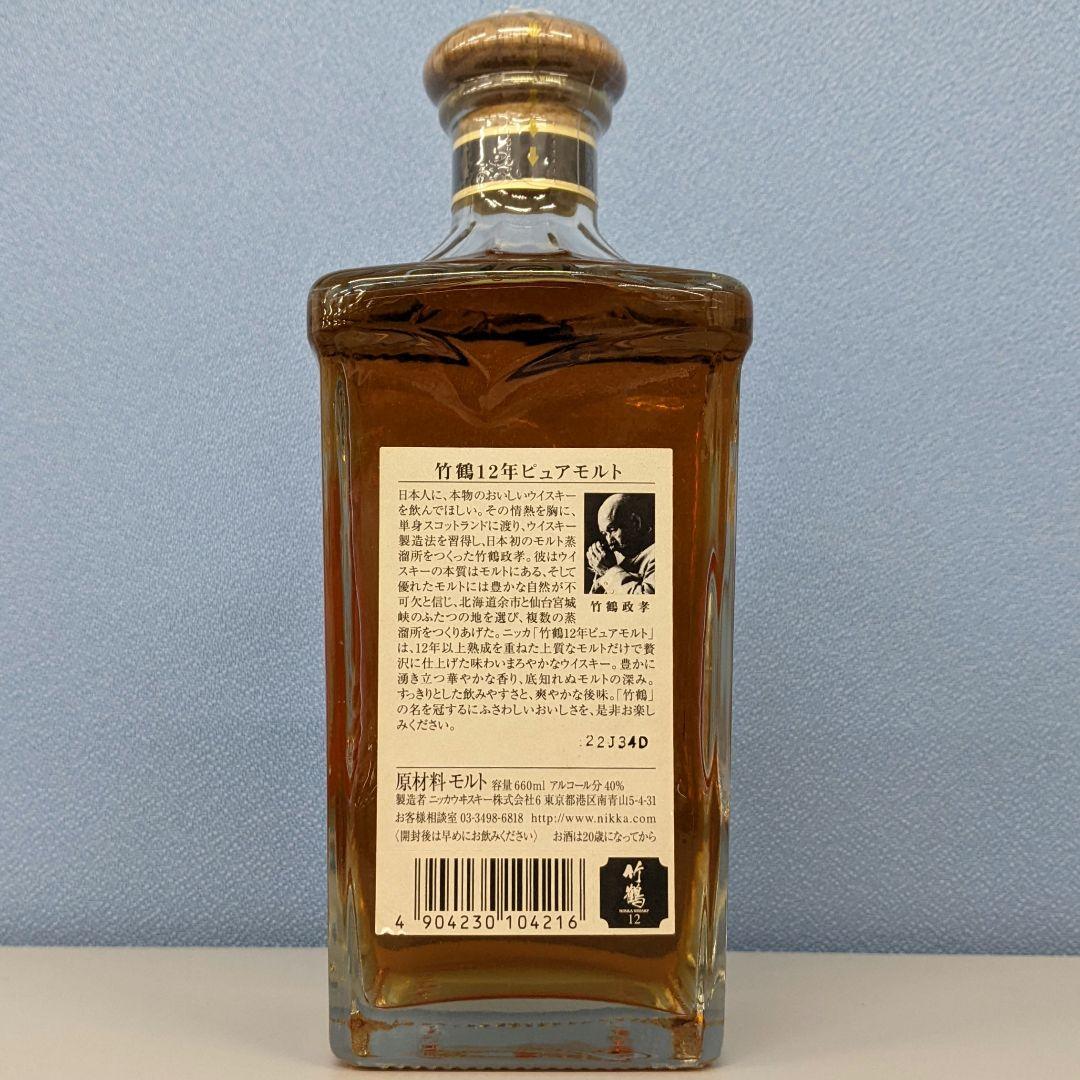 竹鶴12年ピュアモルト
日本人に、本物のおいしいウイスキー
を飲んでほしい。その情熱を胸に、
単身スコットランドに渡り、ウイスキー
製造法を習得し、日本初のモルト蒸
溜所をつくった竹鶴政孝。彼はウイ
スキーの本質はモルトにある、そして
優れたモルトには豊かな自然が不
可欠と信じ、北海道余市と仙台宮城
峡のふたつの地を選び、複数の蒸
溜所をつくりあげた。ニッカ「竹鶴12年ピュアモルト」
は、12年以上熟成を重ねた上質なモルトだけで贅
沢に仕上げた味わいまろやかなウイスキー。豊かに
湧き立つ華やかな香り、底知れぬモルトの深み。
すっきりとした飲みやすさと、爽やかな後味。「竹鶴」
の名を冠するにふさわしいおいしさを、是非お楽し
みください。
竹鶴政孝
22J34D
原材料 モルト 容量 660ml アルコール分 40%
製造者 ニッカウヰスキー株式会社6 東京都港区南青山5-4-31
お客様相談室 03-3498-6818 http://www.nikka.com
〈開封後は早めにお飲みください〉 お酒は20歳になってから
4 904230 104216
竹鶴
NIKKA WHISKY
12